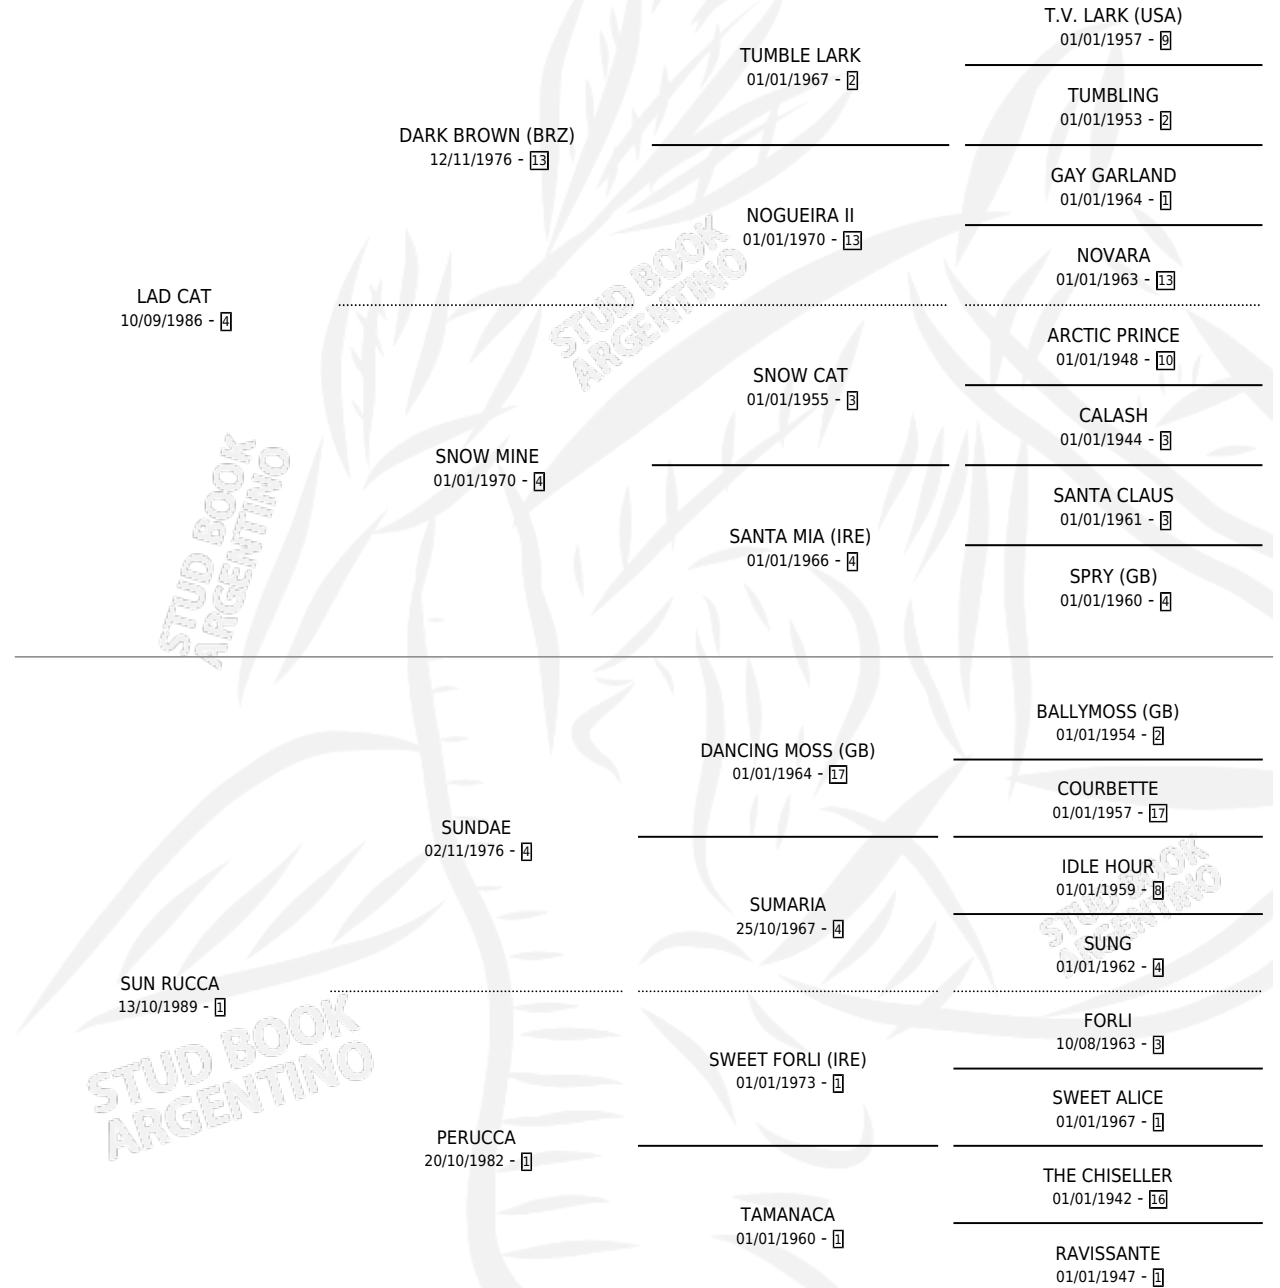 T.V. LARK (USA)
01/01/1957 - 9
TUMBLE LARK
01/01/1967 - 2
TUMBLING
01/01/1953 - 2
DARK BROWN (BRZ)
12/11/1976 - 13
GAY GARLAND
01/01/1964 - 1
NOGUEIRA II
01/01/1970 - 13
NOVARA
01/01/1963 - 13
LAD CAT
10/09/1986 - 4
STUD BOOK
ARGENTINO
ARCTIC PRINCE
01/01/1948 - 10
SNOW CAT
01/01/1955 - 3
CALASH
01/01/1944 - 3
SNOW MINE
01/01/1970 - 4
STUD BOOK
ARGENTINO
SANTA CLAUS
01/01/1961 - 3
SANTA MIA (IRE)
01/01/1966 - 4
SPRY (GB)
01/01/1960 - 4
BALLYMOSS (GB)
01/01/1954 - 2
DANCING MOSS (GB)
01/01/1964 - 17
COURBETTE
01/01/1957 - 17
SUNDAE
02/11/1976 - 4
IDLE HOUR
01/01/1959 - 8
STUD BOOK
ARGENTINO
SUMARIA
25/10/1967 - 4
SUNG
01/01/1962 - 4
SUN RUCCA
13/10/1989 - 1
STUD BOOK
ARGENTINO
FORLI
10/08/1963 - 3
SWEET FORLI (IRE)
01/01/1973 - 1
SWEET ALICE
01/01/1967 - 1
PERUCCA
20/10/1982 - 1
THE CHISELLER
01/01/1942 - 16
TAMANACA
01/01/1960 - 1
RAVISSANTE
01/01/1947 - 1